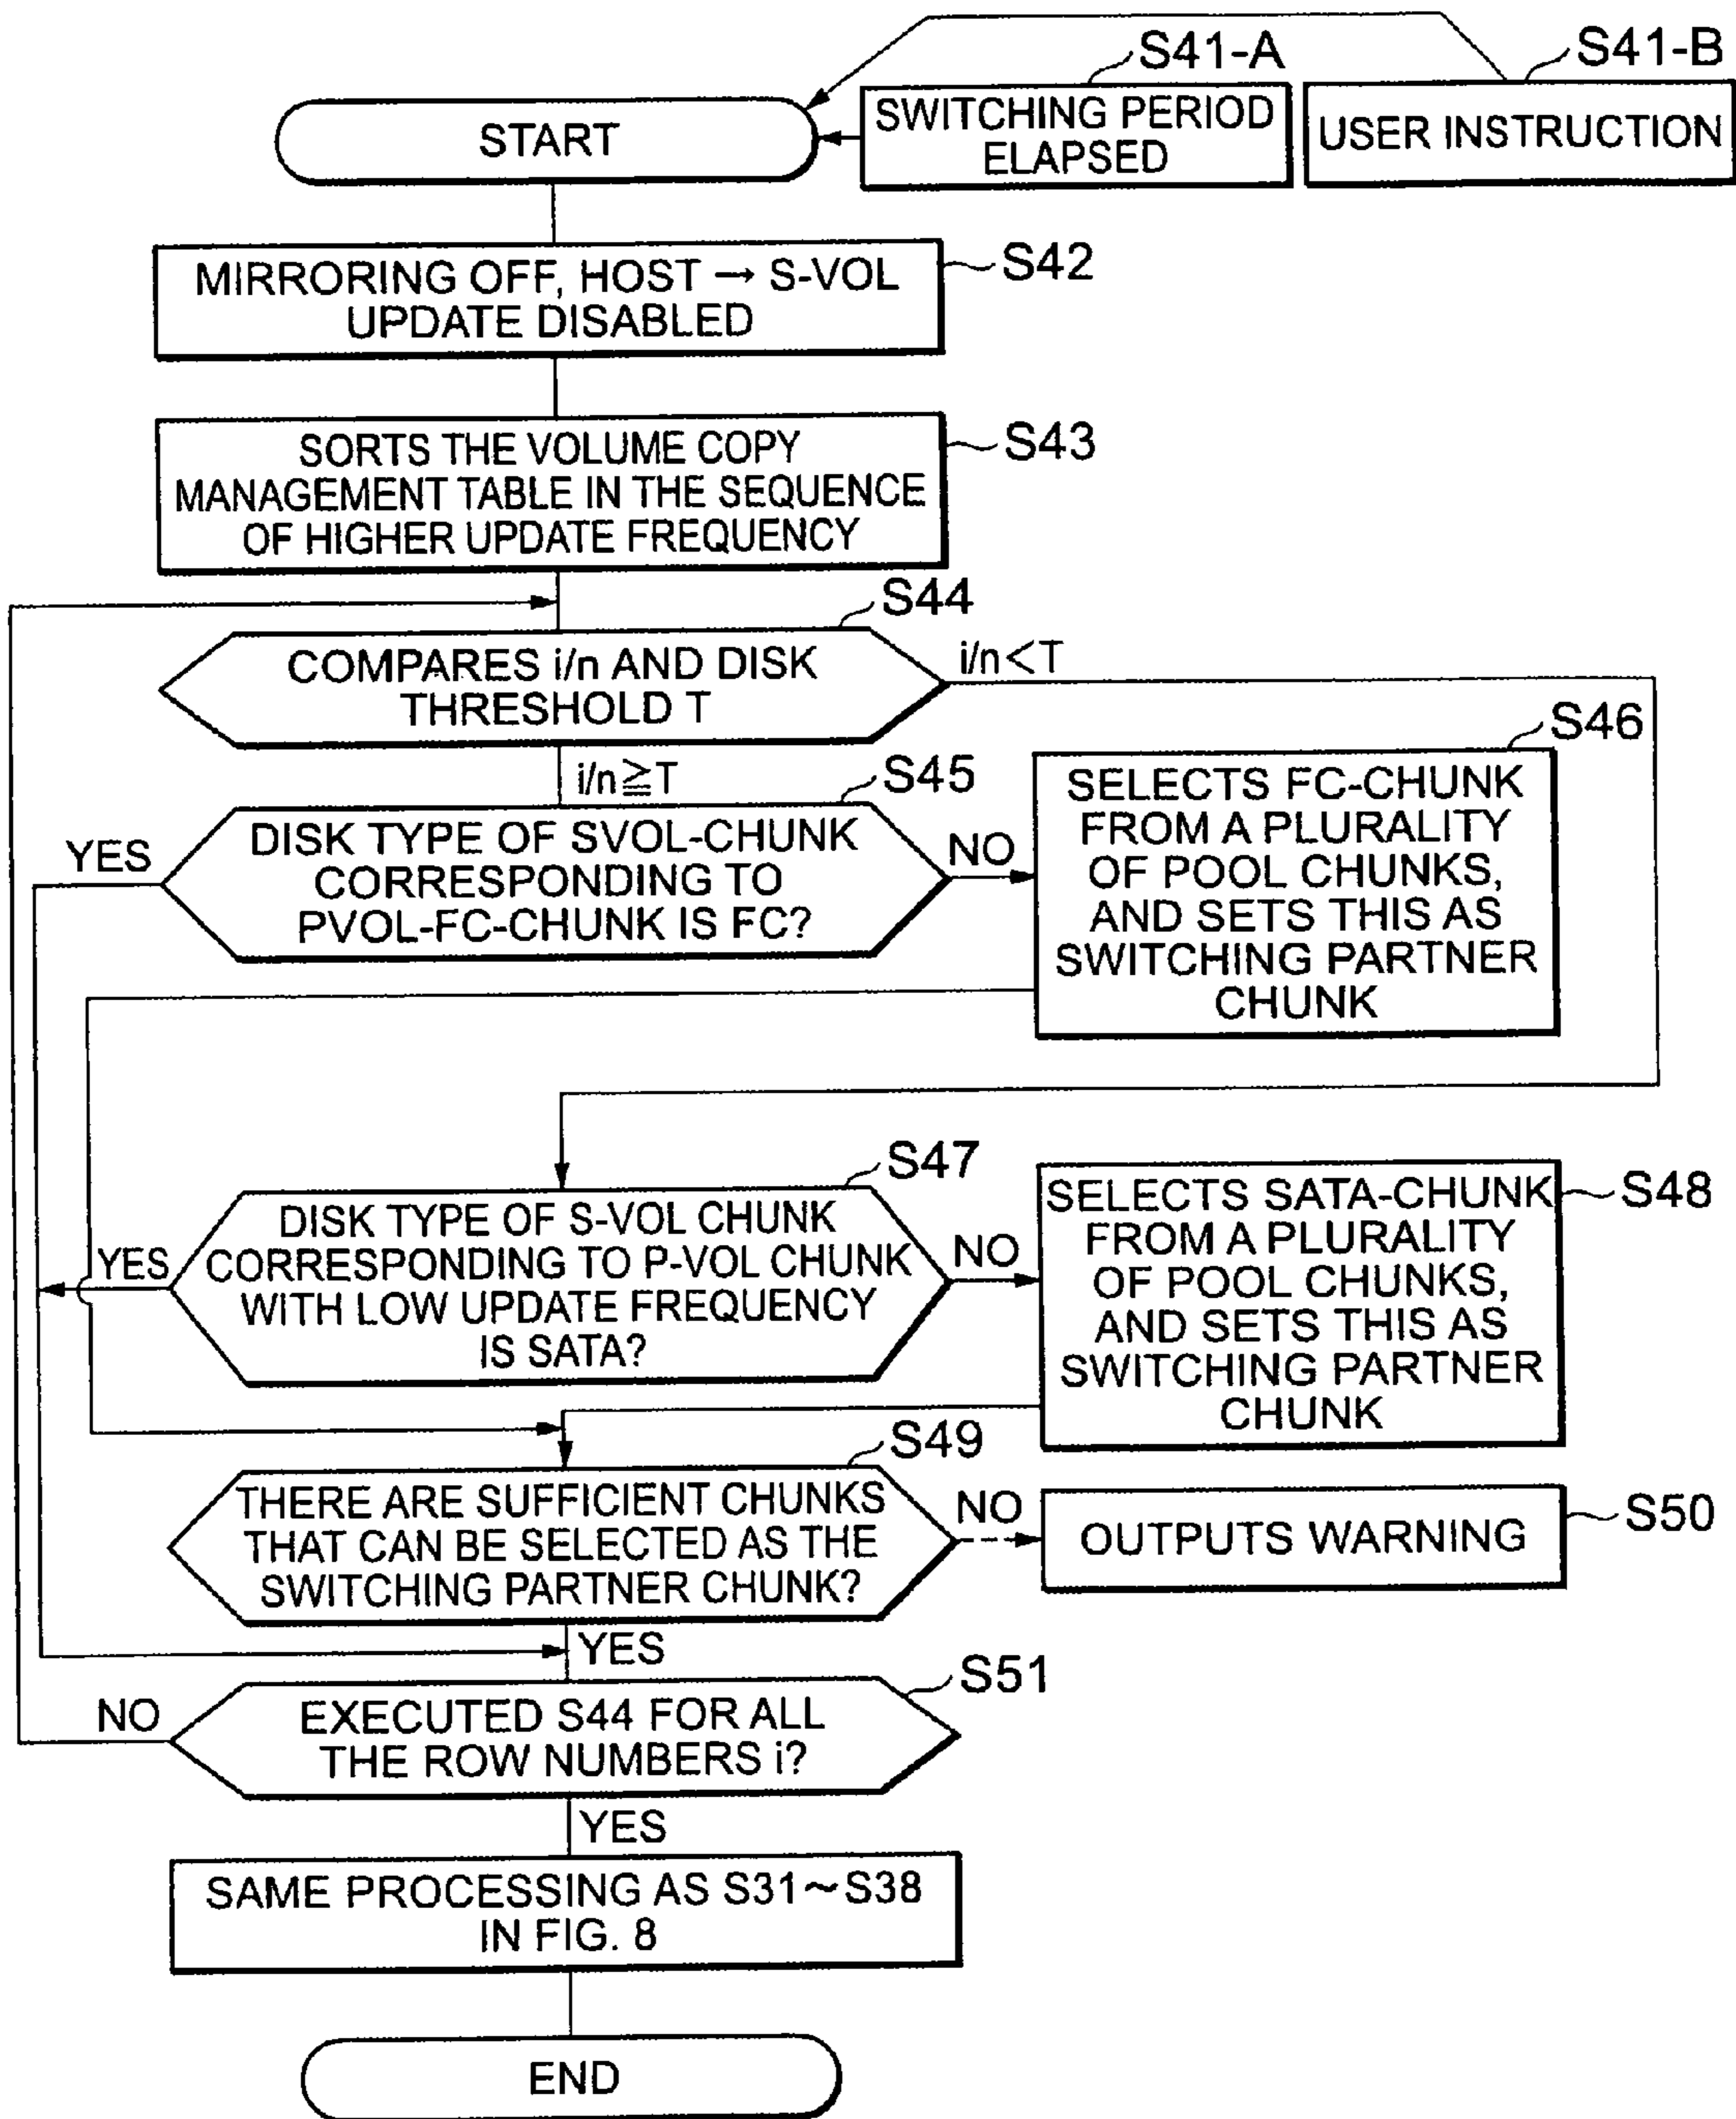 S41-A
S41-B
START
SWITCHING PERIOD
ELAPSED
USER INSTRUCTION
S42
MIRRORING OFF, HOST → S-VOL
UPDATE DISABLED
S43
SORTS THE VOLUME COPY
MANAGEMENT TABLE IN THE SEQUENCE
OF HIGHER UPDATE FREQUENCY
S44
COMPARES i/n AND DISK
THRESHOLD T
i/n<T
i/n≧T
S45
S46
YES
DISK TYPE OF SVOL-CHUNK
CORRESPONDING TO
PVOL-FC-CHUNK IS FC?
NO
SELECTS FC-CHUNK
FROM A PLURALITY
OF POOL CHUNKS,
AND SETS THIS AS
SWITCHING PARTNER
CHUNK
S47
YES
DISK TYPE OF S-VOL CHUNK
CORRESPONDING TO P-VOL CHUNK
WITH LOW UPDATE FREQUENCY
IS SATA?
NO
SELECTS SATA-CHUNK
FROM A PLURALITY
OF POOL CHUNKS,
AND SETS THIS AS
SWITCHING PARTNER
CHUNK
S48
S49
THERE ARE SUFFICIENT CHUNKS
THAT CAN BE SELECTED AS THE
SWITCHING PARTNER CHUNK?
NO
OUTPUTS WARNING
S50
YES
S51
NO
EXECUTED S44 FOR ALL
THE ROW NUMBERS i?
YES
SAME PROCESSING AS S31~S38
IN FIG. 8
END